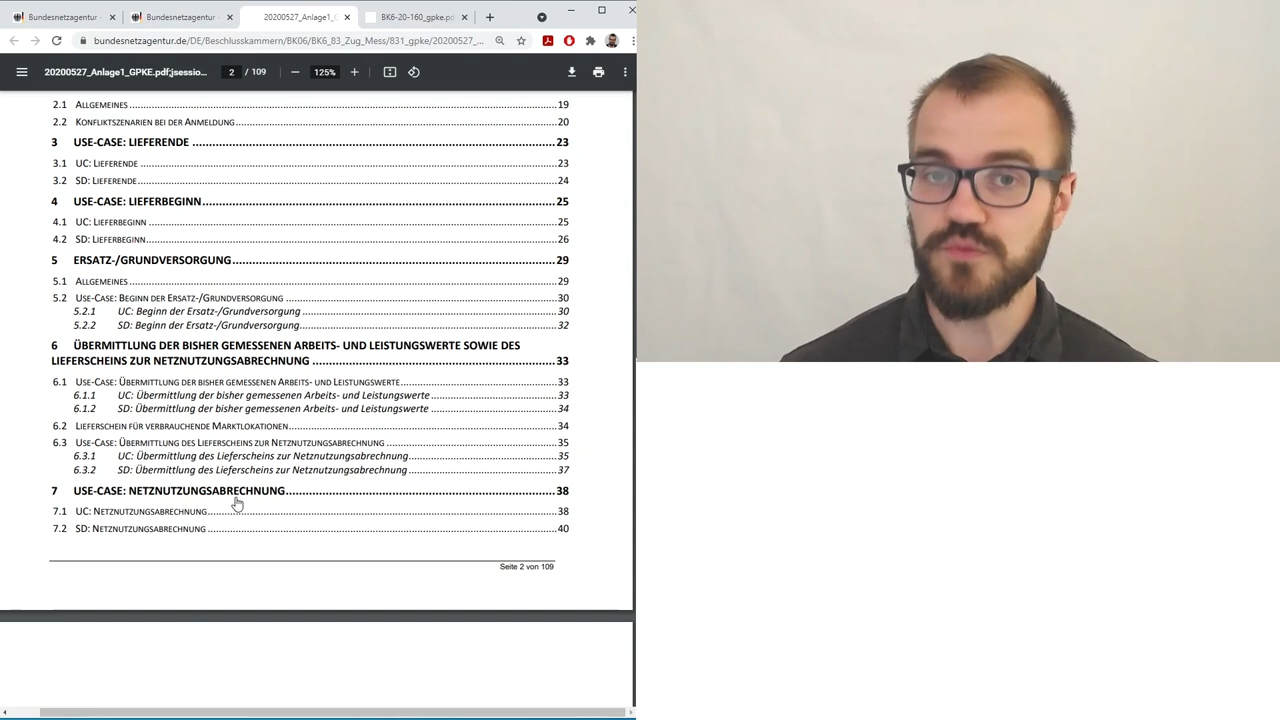 Bundesnetzagentur
Bundesnetzagentur
20200527_Anlage1_G
BK6-20-160_gpke.pd
bundesnetzagentur.de/DE/Beschlusskammern/BK06/BK6_83_Zug_Mess/831_gpke/20200527_...
20200527_Anlage1_GPKE.pdf;jsessio...
2 / 109
125%
2.1 ALLGEMEINES 19
2.2 KONFLIKTSZENARIEN BEI DER ANMELDUNG 20
3 USE-CASE: LIEFERENDE 23
3.1 UC: LIEFERENDE 23
3.2 SD: LIEFERENDE 24
4 USE-CASE: LIEFERBEGINN 25
4.1 UC: LIEFERBEGINN 25
4.2 SD: LIEFERBEGINN 26
5 ERSATZ-/GRUNDVERSORGUNG 29
5.1 ALLGEMEINES 29
5.2 USE-CASE: BEGINN DER ERSATZ-/GRUNDVERSORGUNG 30
5.2.1 UC: Beginn der Ersatz-/Grundversorgung 30
5.2.2 SD: Beginn der Ersatz-/Grundversorgung 32
6 ÜBERMITTLUNG DER BISHER GEMESSENEN ARBEITS- UND LEISTUNGSWERTE SOWIE DES
LIEFERSCHEINS ZUR NETZNUTZUNGSABRECHNUNG 33
6.1 USE-CASE: ÜBERMITTLUNG DER BISHER GEMESSENEN ARBEITS- UND LEISTUNGSWERTE 33
6.1.1 UC: Übermittlung der bisher gemessenen Arbeits- und Leistungswerte 33
6.1.2 SD: Übermittlung der bisher gemessenen Arbeits- und Leistungswerte 34
6.2 LIEFERSCHEIN FÜR VERBRAUCHENDE MARKTLOKATIONEN 34
6.3 USE-CASE: ÜBERMITTLUNG DES LIEFERSCHEINS ZUR NETZNUTZUNGSABRECHNUNG 35
6.3.1 UC: Übermittlung des Lieferscheins zur Netznutzungsabrechnung 35
6.3.2 SD: Übermittlung des Lieferscheins zur Netznutzungsabrechnung 37
7 USE-CASE: NETZNUTZUNGSABRECHNUNG 38
7.1 UC: NETZNUTZUNGSABRECHNUNG 38
7.2 SD: NETZNUTZUNGSABRECHNUNG 40
Seite 2 von 109